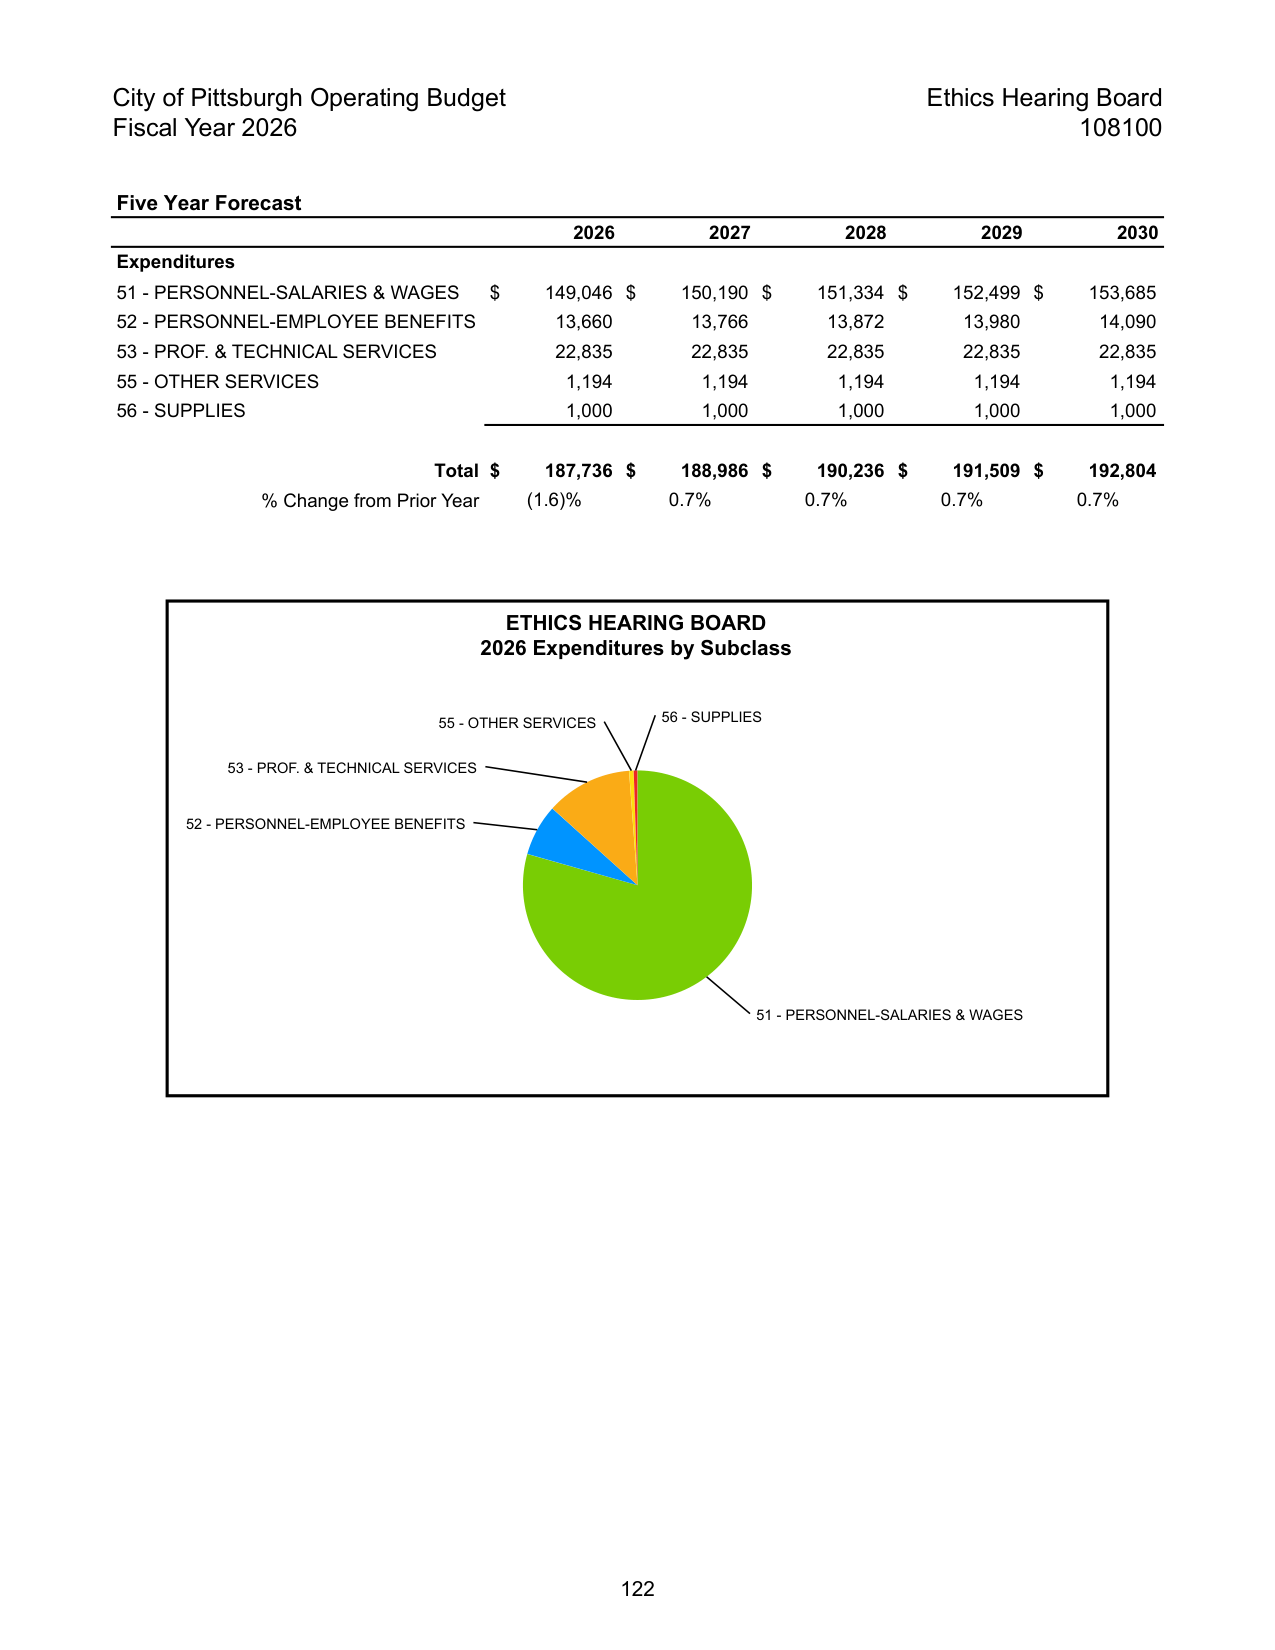 City of Pittsburgh Operating Budget Ethics Hearing Board
Fiscal Year 2026 108100
Five Year Forecast
2026 2027 2028 2029 2030
Expenditures
51 - PERSONNEL-SALARIES & WAGES $ 149,046 $ 150,190 $ 151,334 $ 152,499 $ 153,685
52 - PERSONNEL-EMPLOYEE BENEFITS 13,660 13,766 13,872 13,980 14,090
53 - PROF. & TECHNICAL SERVICES 22,835 22,835 22,835 22,835 22,835
55 - OTHER SERVICES 1,194 1,194 1,194 1,194 1,194
56 - SUPPLIES 1,000 1,000 1,000 1,000 1,000
Total $ 187,736 $ 188,986 $ 190,236 $ 191,509 $ 192,804
% Change from Prior Year (1.6)% 0.7% 0.7% 0.7% 0.7%
ETHICS HEARING BOARD
2026 Expenditures by Subclass
55 - OTHER SERVICES 56 - SUPPLIES
53 - PROF. & TECHNICAL SERVICES
52 - PERSONNEL-EMPLOYEE BENEFITS
51 - PERSONNEL-SALARIES & WAGES
122